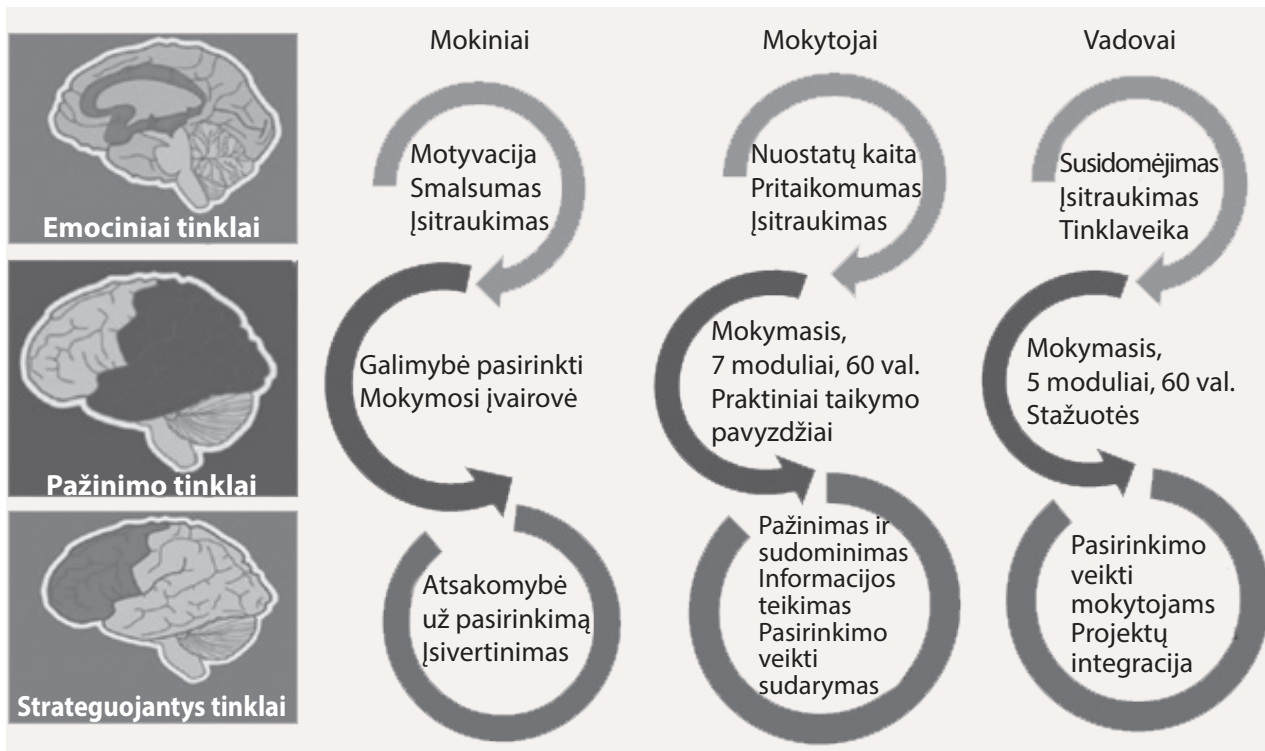 Mokiniai
Mokytojai
Vadovai
Emociniai tinklai
Motyvacija
Smalsumas
Įsitraukimas
Nuostatų kaita
Pritaikomumas
Įsitraukimas
Susidomėjimas
Įsitraukimas
Tinklaveika
Pažinimo tinklai
Galimybė pasirinkti
Mokymosi įvairovė
Mokymasis,
7 moduliai, 60 val.
Praktiniai taikymo
pavyzdžiai
Mokymasis,
5 moduliai, 60 val.
Stažuotės
Strateguojantys tinklai
Atsakomybė
už pasirinkimą
Įsivertinimas
Pažinimas ir
sudominimas
Informacijos
teikimas
Pasirinkimo
veikti
sudarymas
Pasirinkimo
veikti
mokytojams
Projektų
integracija